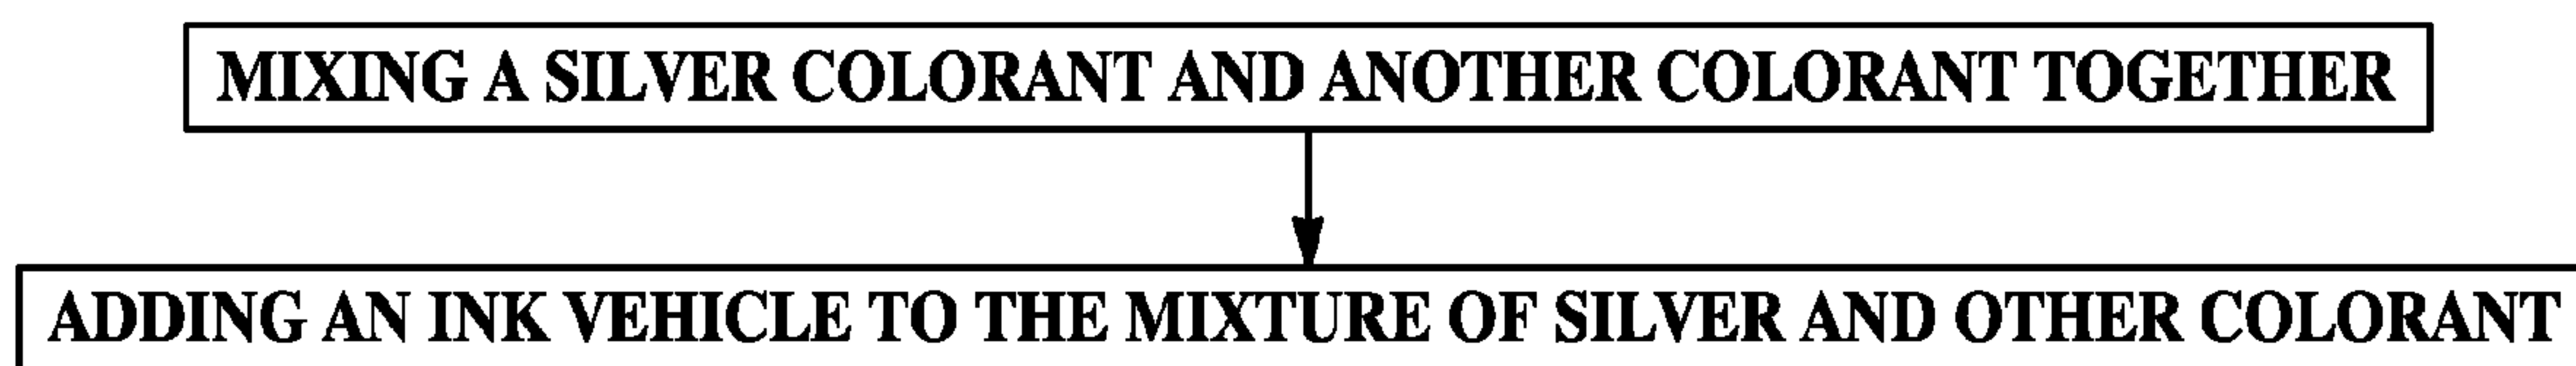 MIXING A SILVER COLORANT AND ANOTHER COLORANT TOGETHER
ADDING AN INK VEHICLE TO THE MIXTURE OF SILVER AND OTHER COLORANT